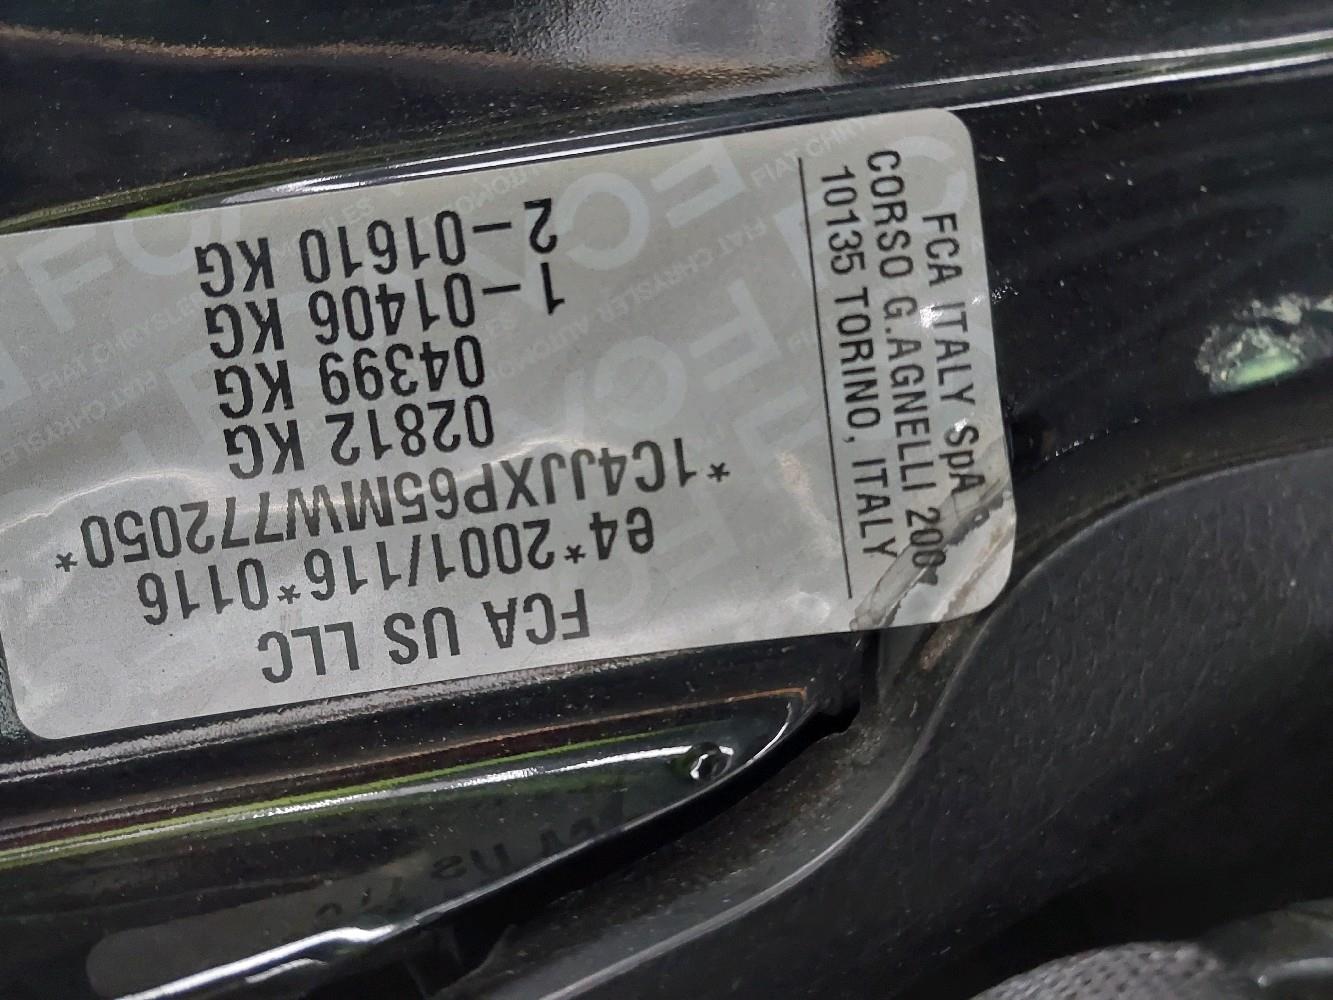 FCA US LLC
e4*2001/116*0116
*1C4JJXP65MW772050*
02812 KG
04399 KG
1-01406 KG
2-01610 KG
FCA ITALY SpA
CORSO G.AGNELLI 200
10135 TORINO, ITALY